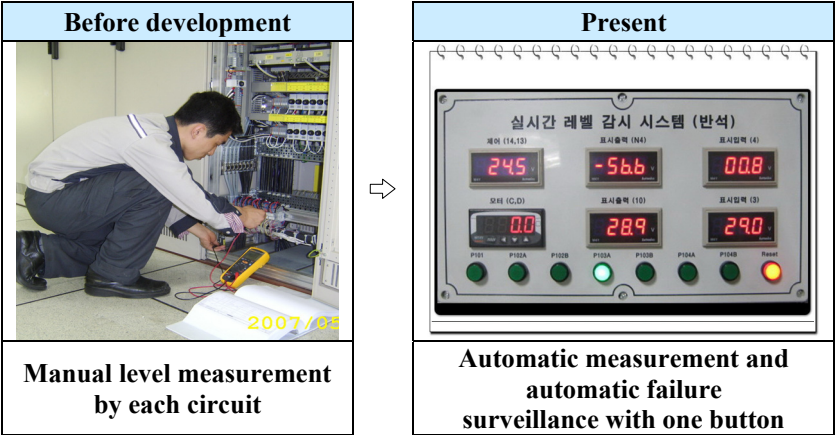 Before development
Present
실시간 레벨 감시 시스템 (반석)
제어 (14,13)
표시출력 (N4)
표시입력 (4)
24.5
-56.6
00.8
모터 (C,D)
표시출력 (10)
표시입력 (3)
0.0
28.9
29.0
P101
P102A
P102B
P103A
P103B
P104A
P104B
Reset
2007/05
Manual level measurement
by each circuit
Automatic measurement and
automatic failure
surveillance with one button